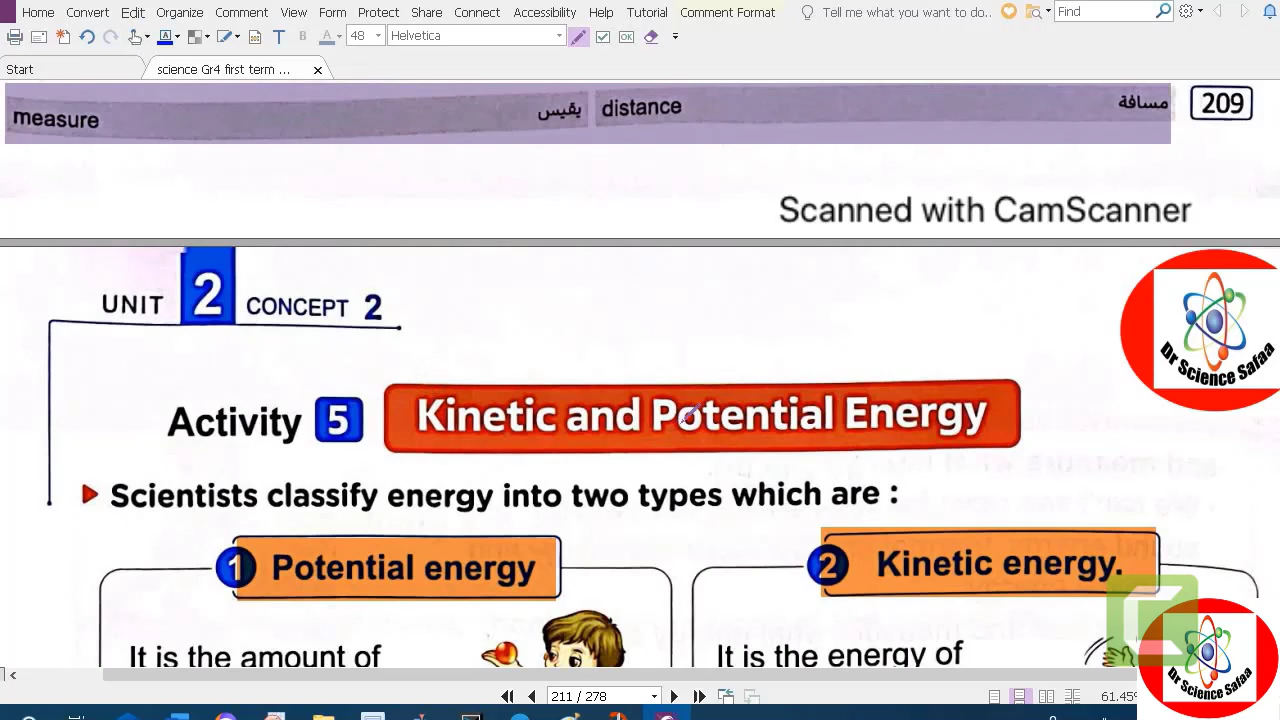 Home Convert Edit Organize Comment View Form Protect Share Connect Accessibility Help Tutorial Comment Format Tell me what you want to do.. Find
48 Helvetica
Start science Gr4 first term ...
measure يقيس distance مسافة 209
Scanned with CamScanner
UNIT 2 CONCEPT 2
Activity 5 Kinetic and Potential Energy
Scientists classify energy into two types which are :
1 Potential energy
2 Kinetic energy.
It is the amount of
It is the energy of
Dr Science Safaa
Dr Science Safaa
211 / 278
61.45%